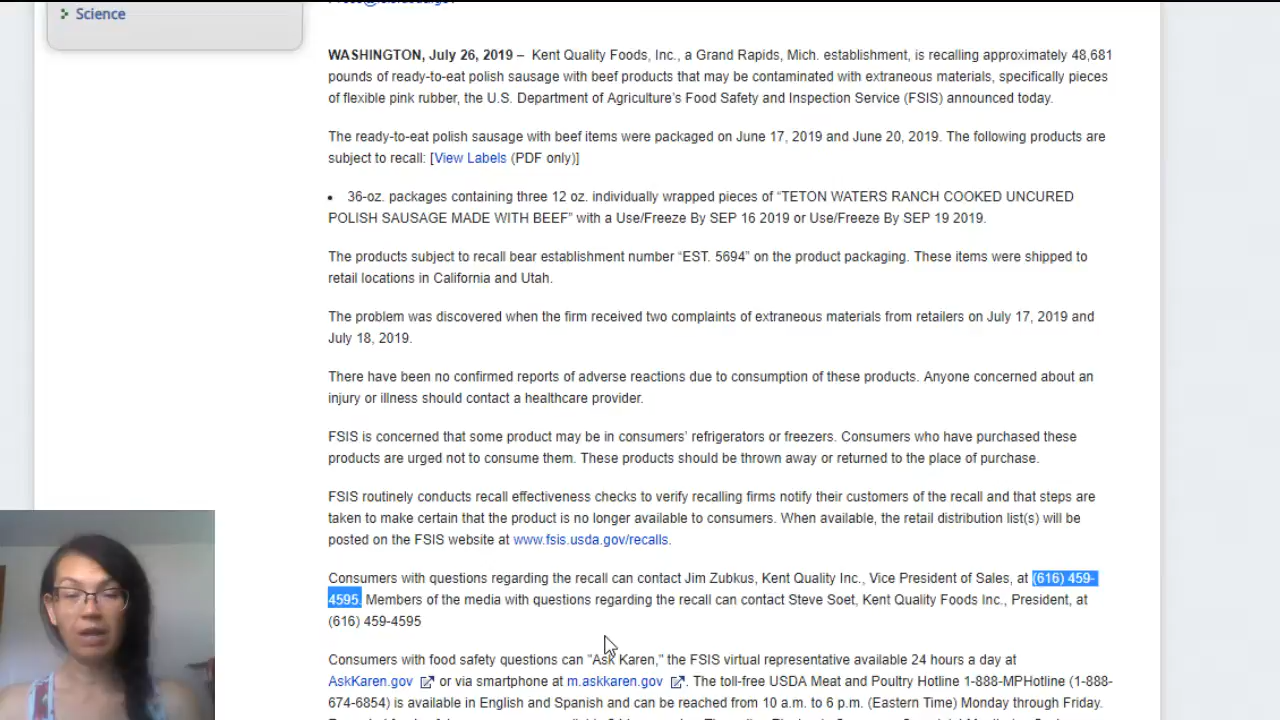 Science
WASHINGTON, July 26, 2019 – Kent Quality Foods, Inc., a Grand Rapids, Mich. establishment, is recalling approximately 48,681
pounds of ready-to-eat polish sausage with beef products that may be contaminated with extraneous materials, specifically pieces
of flexible pink rubber, the U.S. Department of Agriculture's Food Safety and Inspection Service (FSIS) announced today.
The ready-to-eat polish sausage with beef items were packaged on June 17, 2019 and June 20, 2019. The following products are
subject to recall: [View Labels (PDF only)]
• 36-oz. packages containing three 12 oz. individually wrapped pieces of “TETON WATERS RANCH COOKED UNCURED
POLISH SAUSAGE MADE WITH BEEF” with a Use/Freeze By SEP 16 2019 or Use/Freeze By SEP 19 2019.
The products subject to recall bear establishment number “EST. 5694” on the product packaging. These items were shipped to
retail locations in California and Utah.
The problem was discovered when the firm received two complaints of extraneous materials from retailers on July 17, 2019 and
July 18, 2019.
There have been no confirmed reports of adverse reactions due to consumption of these products. Anyone concerned about an
injury or illness should contact a healthcare provider.
FSIS is concerned that some product may be in consumers' refrigerators or freezers. Consumers who have purchased these
products are urged not to consume them. These products should be thrown away or returned to the place of purchase.
FSIS routinely conducts recall effectiveness checks to verify recalling firms notify their customers of the recall and that steps are
taken to make certain that the product is no longer available to consumers. When available, the retail distribution list(s) will be
posted on the FSIS website at www.fsis.usda.gov/recalls.
Consumers with questions regarding the recall can contact Jim Zubkus, Kent Quality Inc., Vice President of Sales, at (616) 459-
4595. Members of the media with questions regarding the recall can contact Steve Soet, Kent Quality Foods Inc., President, at
(616) 459-4595
Consumers with food safety questions can "Ask Karen," the FSIS virtual representative available 24 hours a day at
AskKaren.gov or via smartphone at m.askkaren.gov. The toll-free USDA Meat and Poultry Hotline 1-888-MPHotline (1-888-
674-6854) is available in English and Spanish and can be reached from 10 a.m. to 6 p.m. (Eastern Time) Monday through Friday.